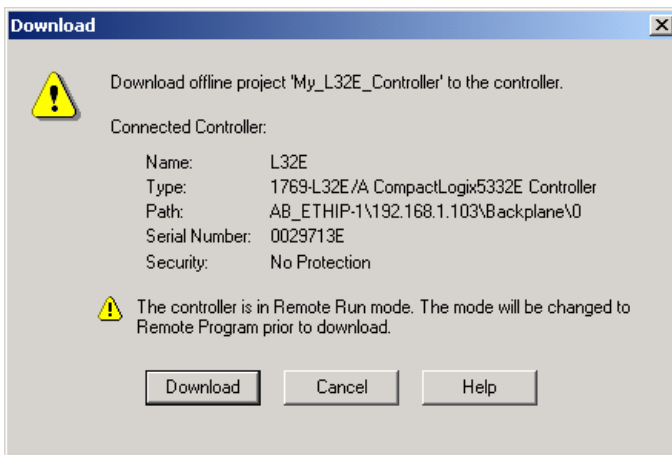 Download
Download offline project 'My_L32E_Controller' to the controller.
Connected Controller:
Name: L32E
Type: 1769-L32E/A CompactLogix5332E Controller
Path: AB_ETHIP-1\192.168.1.103\Backplane\0
Serial Number: 0029713E
Security: No Protection
The controller is in Remote Run mode. The mode will be changed to
Remote Program prior to download.
Download Cancel Help